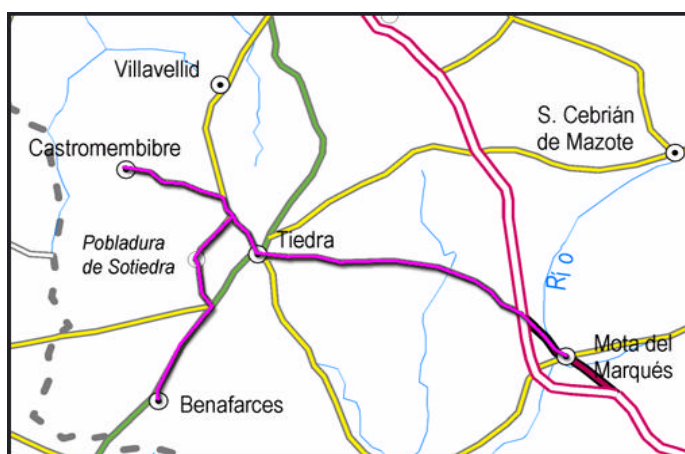 Villavellid
S. Cebrián
de Mazote
Castromembibre
Pobladura
de Sotiedra
Tiedra
Río
Mota del
Marqués
Benafarces